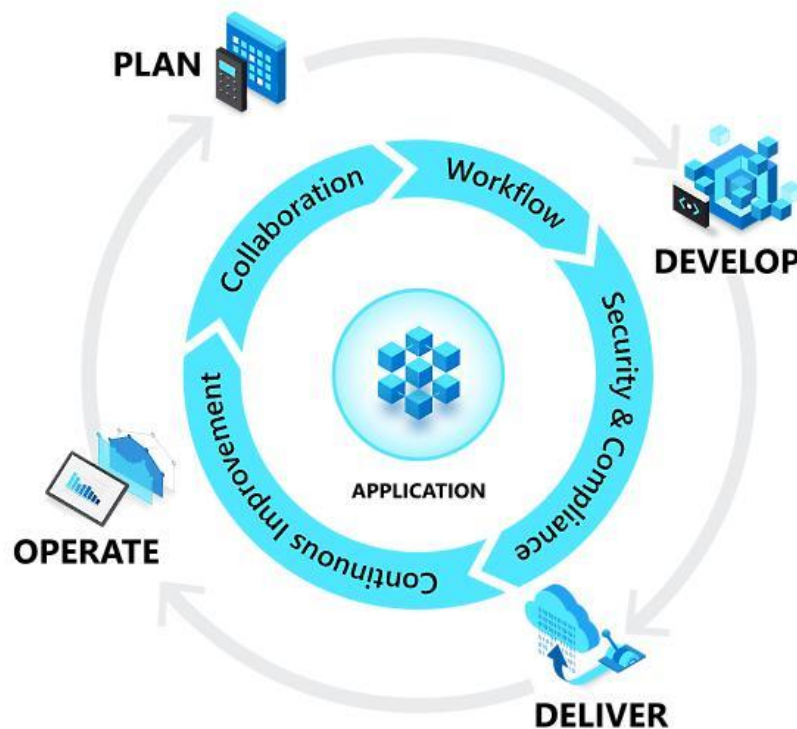 PLAN
DEVELOP
DELIVER
OPERATE
Collaboration
Workflow
Security & Compliance
Continuous Improvement
APPLICATION